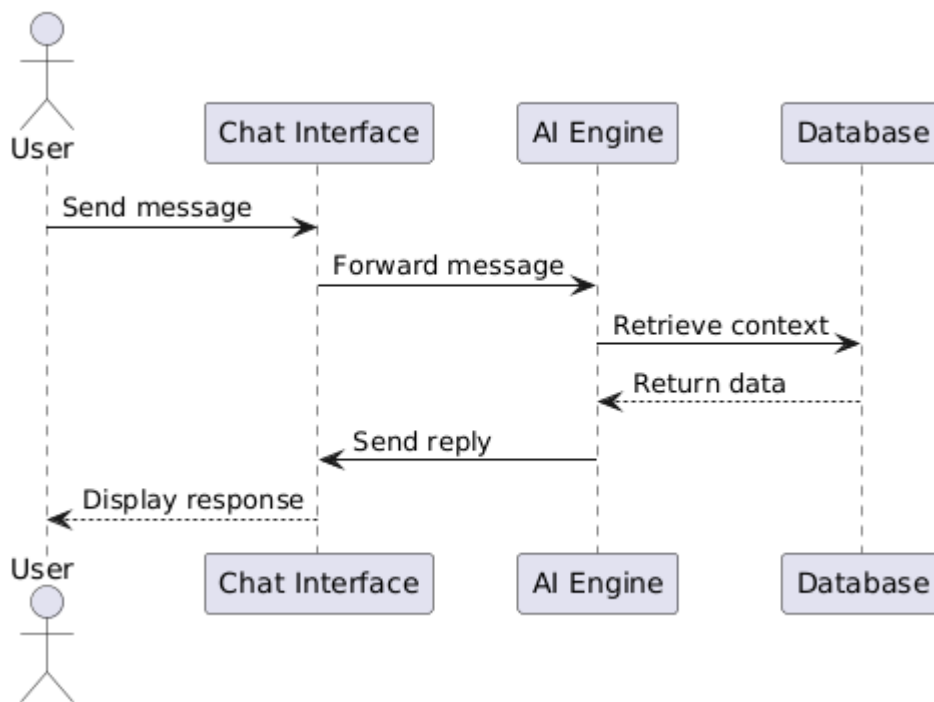 User
Chat Interface
AI Engine
Database
Send message
Forward message
Retrieve context
Return data
Send reply
Display response
User
Chat Interface
AI Engine
Database